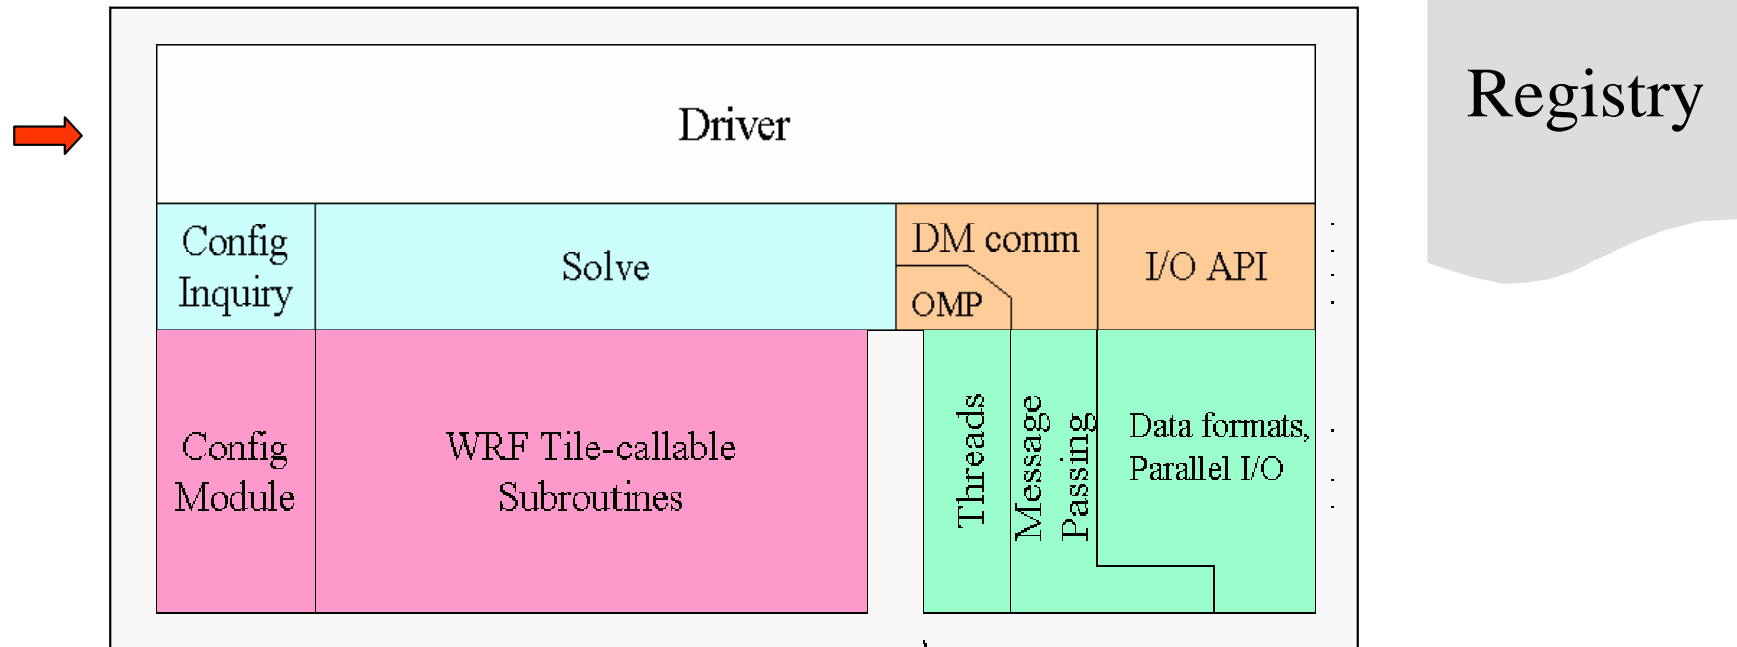 Registry
Driver
Config
Inquiry
Solve
DM comm
OMP
I/O API
Config
Module
WRF Tile-callable
Subroutines
Threads
Message
Passing
Data formats,
Parallel I/O